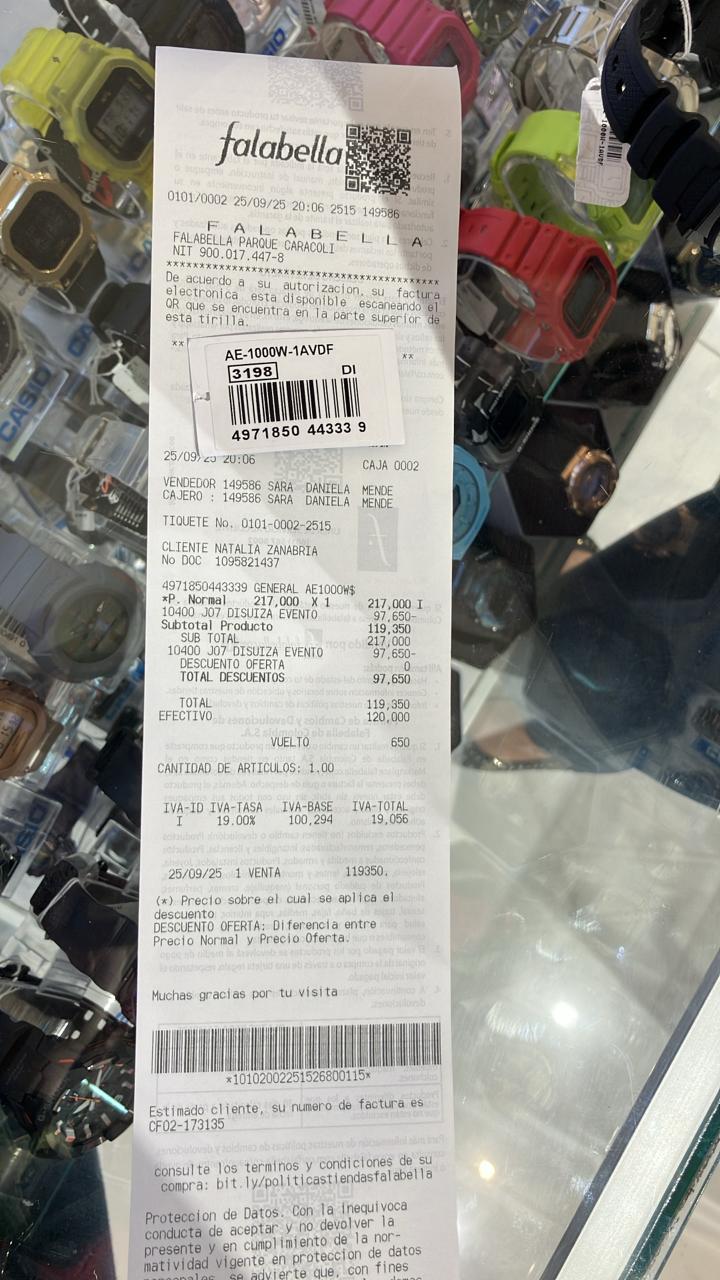 falabella
0101/0002 25/09/25 20:06 2515 149586
F A L A B E L L A
FALABELLA PARQUE CARACOLI
NIT 900.017.447-8
****************************************
De acuerdo a su autorizacion, su factura
electronica esta disponible escaneando el
QR que se encuentra en la parte superior de
esta tirilla.
** **
AE-1000W-1AVDF
3198 DI
4971850 44333 9
25/09/25 20:06 CAJA 0002
VENDEDOR 149586 SARA DANIELA MENDE
CAJERO : 149586 SARA DANIELA MENDE
TIQUETE No. 0101-0002-2515
CLIENTE NATALIA ZANABRIA
No DOC 1095821437
4971850443339 GENERAL AE1000W$
*P. Normal 217,000 X 1 217,000 I
10400 J07 DISUIZA EVENTO 97,650-
Subtotal Producto 119,350
SUB TOTAL 217,000
10400 J07 DISUIZA EVENTO 97,650-
DESCUENTO OFERTA 0
TOTAL DESCUENTOS 97,650
TOTAL 119,350
EFECTIVO 120,000
VUELTO 650
CANTIDAD DE ARTICULOS: 1.00
IVA-ID IVA-TASA IVA-BASE IVA-TOTAL
I 19.00% 100,294 19,056
25/09/25 1 VENTA 119350.
(*) Precio sobre el cual se aplica el
descuento
DESCUENTO OFERTA: Diferencia entre
Precio Normal y Precio Oferta.
Muchas gracias por tu visita
*10102002251526800115*
Estimado cliente, su numero de factura es
CF02-173135
consulte los terminos y condiciones de su
compra: bit.ly/politicastiendasfalabella
Proteccion de Datos. Con la inequivoca
conducta de aceptar y no devolver la
presente y en cumplimiento de la nor-
matividad vigente en proteccion de datos
personales, se advierte que, con fines
CASIO
CASIO